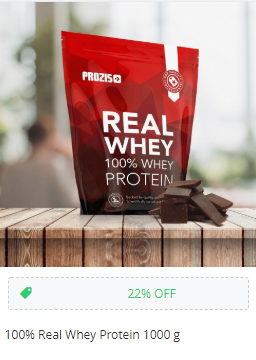 PROZIS
REAL
WHEY
100% WHEY
PROTEIN
22% OFF
100% Real Whey Protein 1000 g